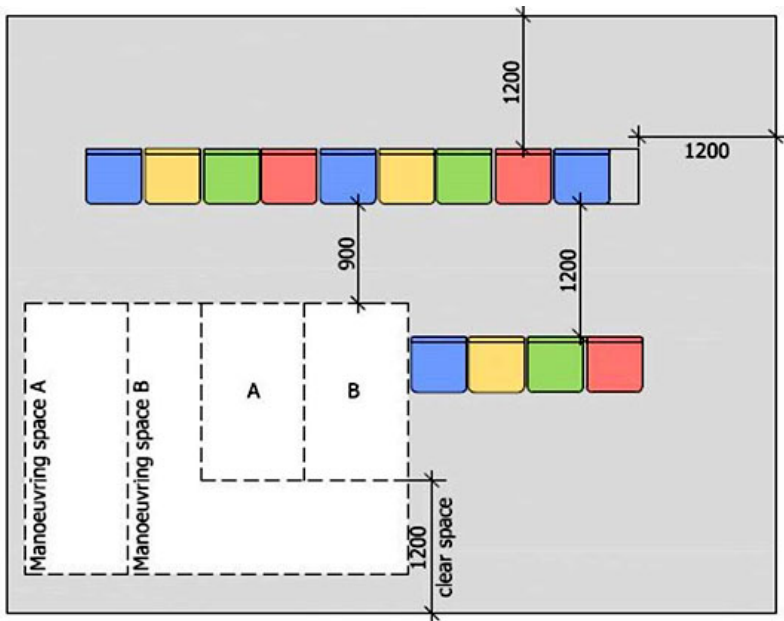 1200
1200
900
1200
Manoeuvring space A
Manoeuvring space B
A
B
1200
clear space